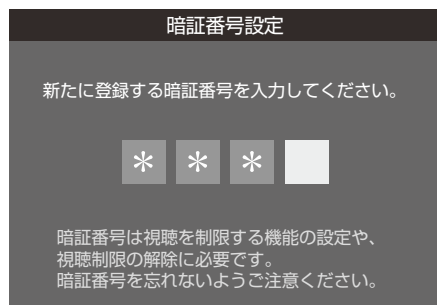 暗証番号設定
新たに登録する暗証番号を入力してください。
＊ ＊ ＊
暗証番号は視聴を制限する機能の設定や、
視聴制限の解除に必要です。
暗証番号を忘れないようご注意ください。